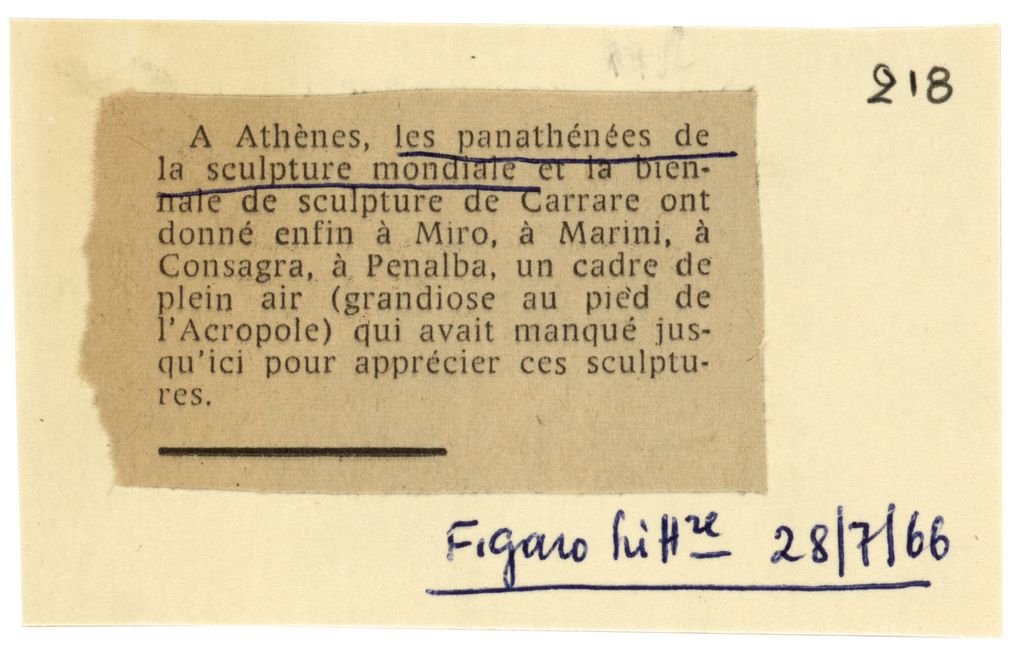 218
A Athènes, les panathénées de
la sculpture mondiale et la bien-
nale de sculpture de Carrare ont
donné enfin à Miro, à Marini, à
Consagra, à Penalba, un cadre de
plein air (grandiose au pied de
l'Acropole) qui avait manqué jus-
qu'ici pour apprécier ces sculptu-
res.
Figaro Littre 28/7/66